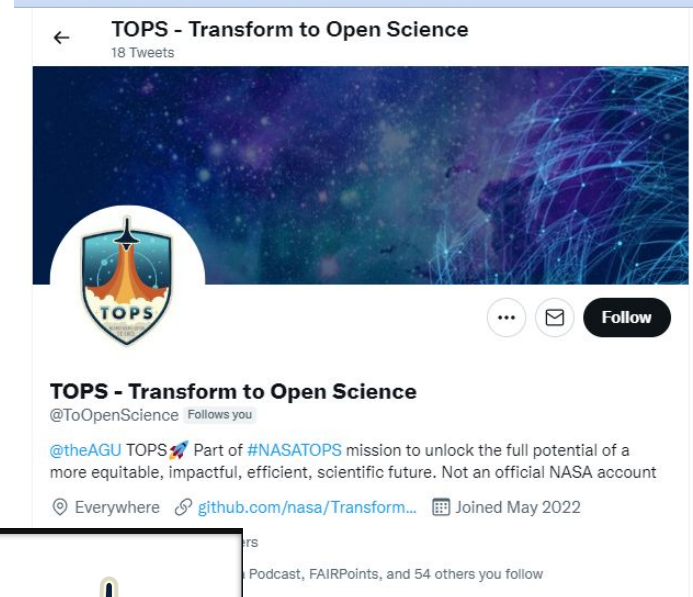 TOPS - Transform to Open Science
18 Tweets
TOPS
Follow
TOPS - Transform to Open Science
@ToOpenScience Follows you
@theAGU TOPS🚀 Part of #NASATOPS mission to unlock the full potential of a
more equitable, impactful, efficient, scientific future. Not an official NASA account
Everywhere github.com/nasa/Transform... Joined May 2022
ers
Podcast, FAIRPoints, and 54 others you follow